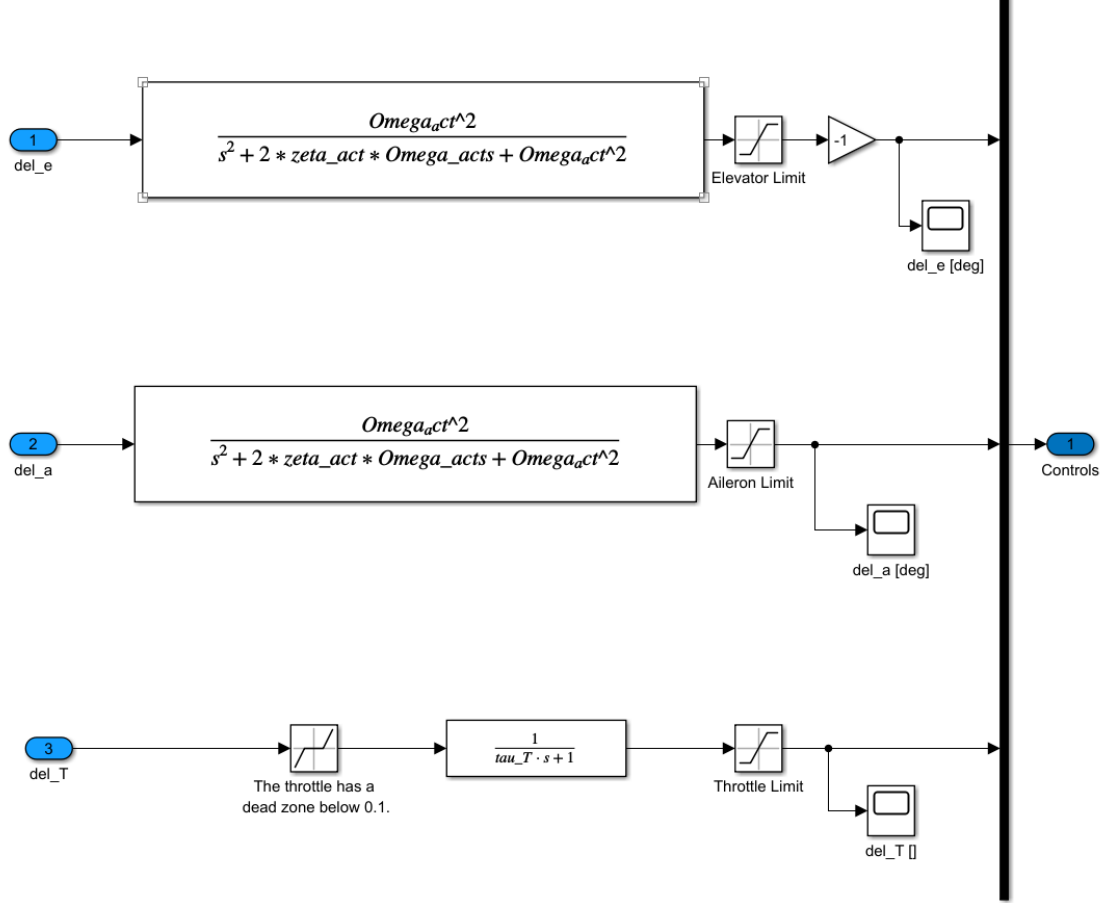 Omega_act^2
s^2 + 2 * zeta_act * Omega_acts + Omega_act^2
1
del_e
Elevator Limit
-1
del_e [deg]
Omega_act^2
s^2 + 2 * zeta_act * Omega_acts + Omega_act^2
2
del_a
Aileron Limit
1
Controls
del_a [deg]
3
del_T
The throttle has a
dead zone below 0.1.
1
tau_T · s + 1
Throttle Limit
del_T []